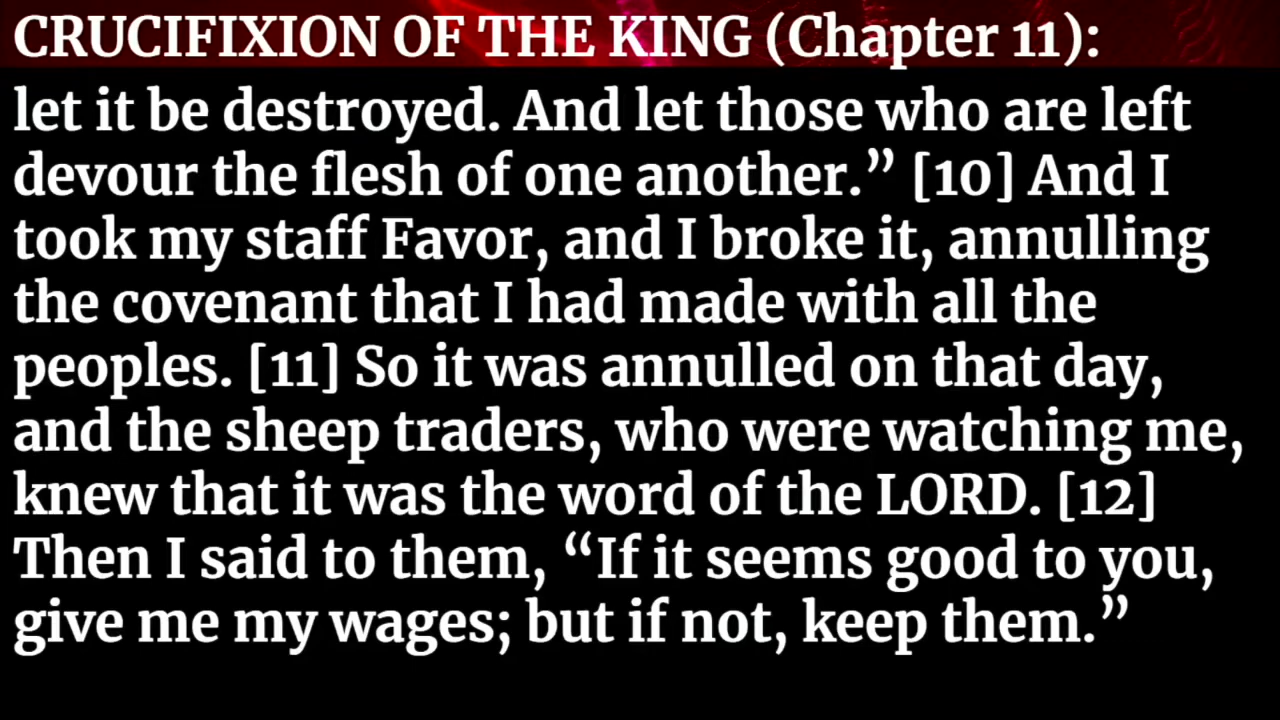 CRUCIFIXION OF THE KING (Chapter 11):
let it be destroyed. And let those who are left
devour the flesh of one another.” [10] And I
took my staff Favor, and I broke it, annulling
the covenant that I had made with all the
peoples. [11] So it was annulled on that day,
and the sheep traders, who were watching me,
knew that it was the word of the LORD. [12]
Then I said to them, “If it seems good to you,
give me my wages; but if not, keep them.”